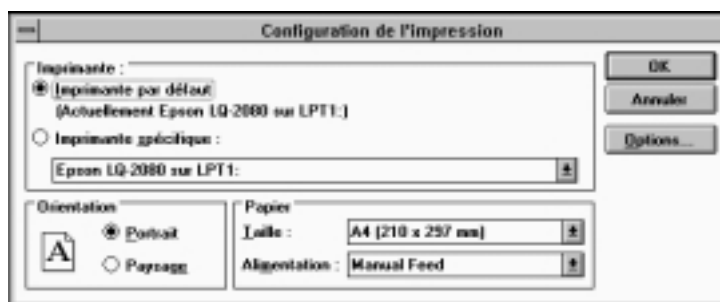 Configuration de l'impression
Imprimante :
Imprimante par défaut
(Actuellement Epson LQ-2080 sur LPT1:)
Imprimante spécifique :
Epson LQ-2080 sur LPT1:
OK
Annuler
Options...
Orientation
A
Portrait
Paysage
Papier
Taille :
A4 (210 x 297 mm)
Alimentation :
Manual Feed